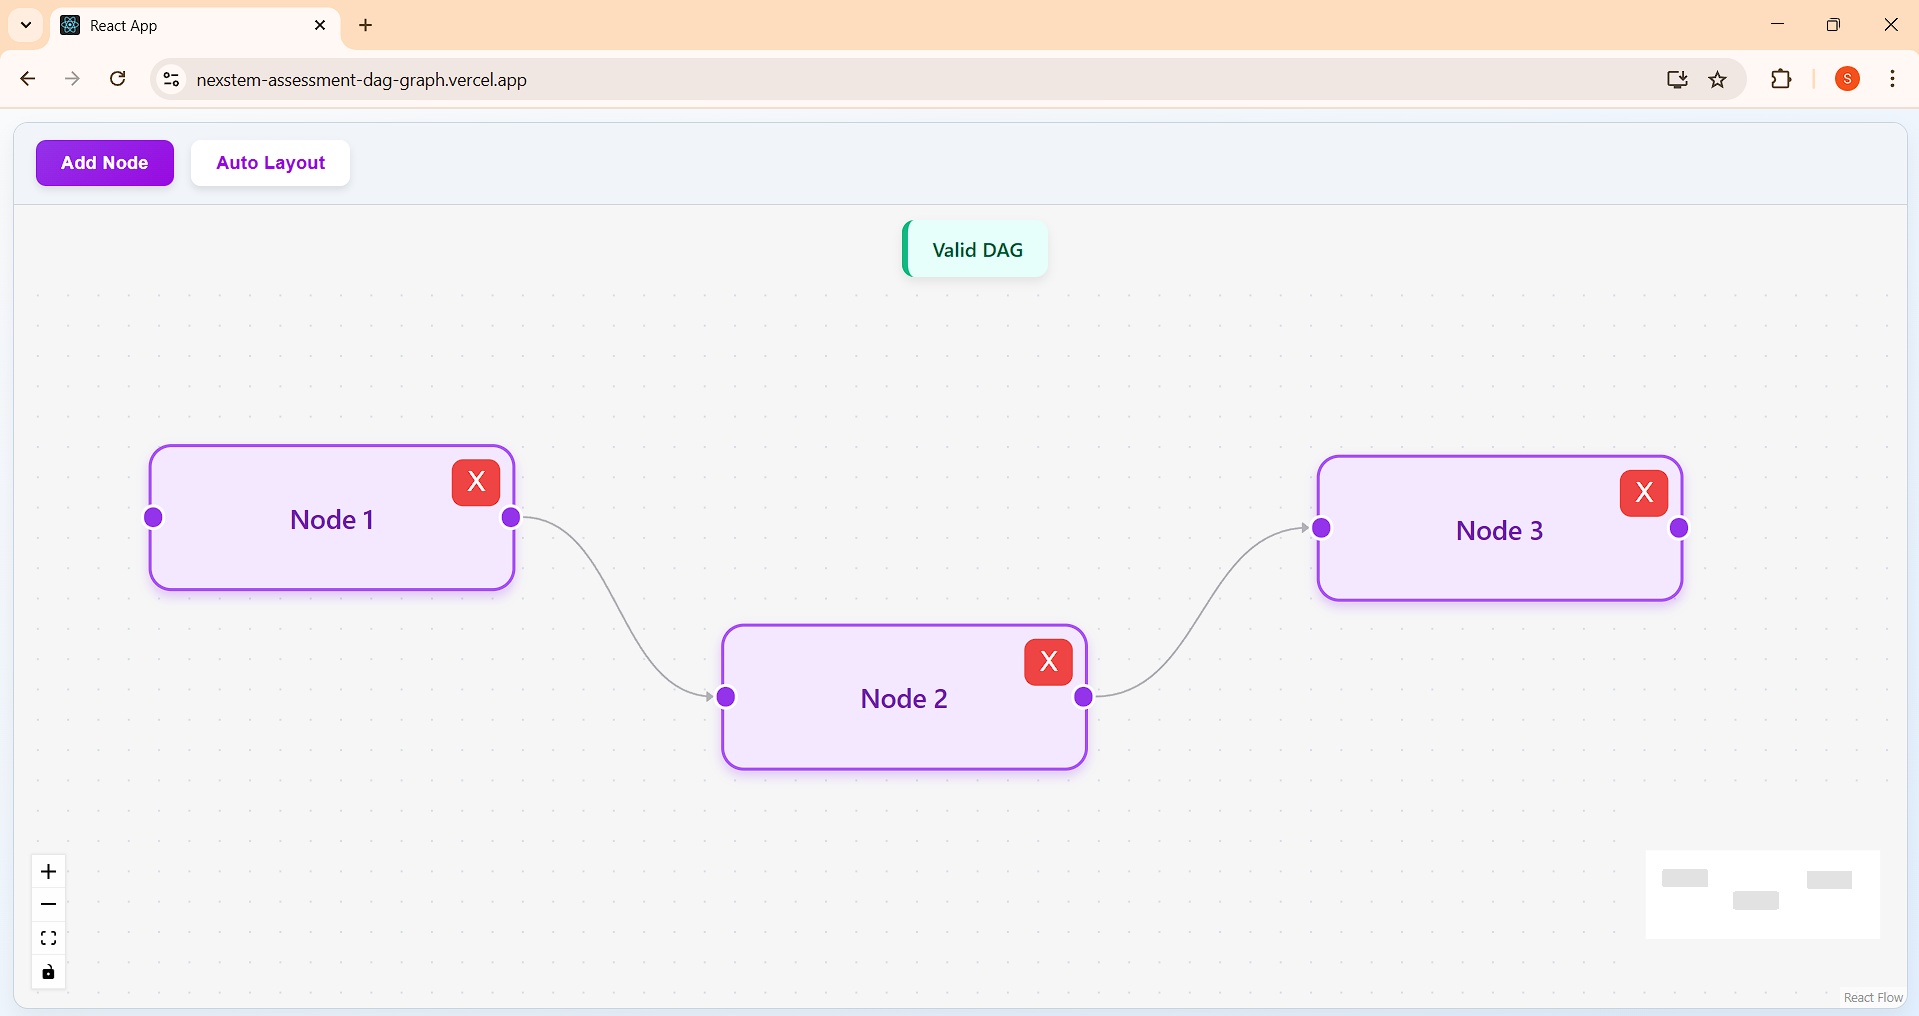 React App
nexstem-assessment-dag-graph.vercel.app
S
Add Node
Auto Layout
Valid DAG
X
Node 1
X
Node 3
X
Node 2
React Flow